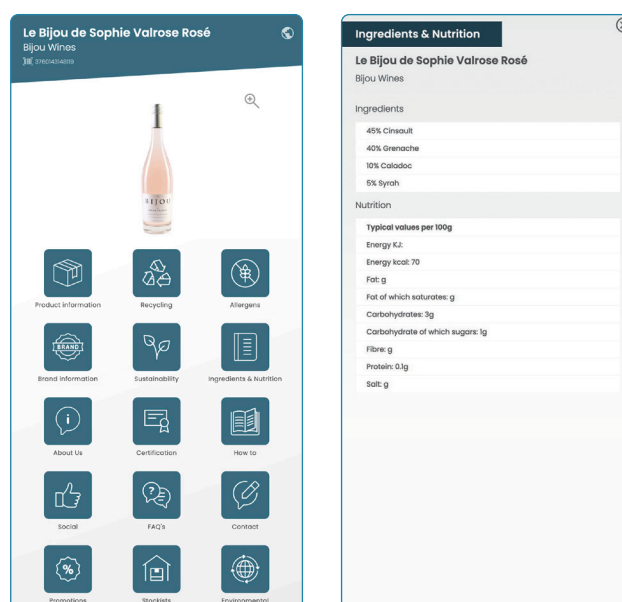 Le Bijou de Sophie Valrose Rosé
Bijou Wines
BIJOU
Product information
Recycling
Allergens
BRAND
Brand information
Sustainability
Ingredients & Nutrition
i
About Us
Certification
How to
Social
?
FAQ's
Contact
%
Promotions
Stockists
Environmental
Ingredients & Nutrition
Le Bijou de Sophie Valrose Rosé
Bijou Wines
Ingredients
45% Cinsault
40% Grenache
10% Caladoc
5% Syrah
Nutrition
Typical values per 100g
Energy KJ:
Energy kcal: 70
Fat: g
Fat of which saturates: g
Carbohydrates: 3g
Carbohydrate of which sugars: 1g
Fibre: g
Protein: 0.1g
Salt: g